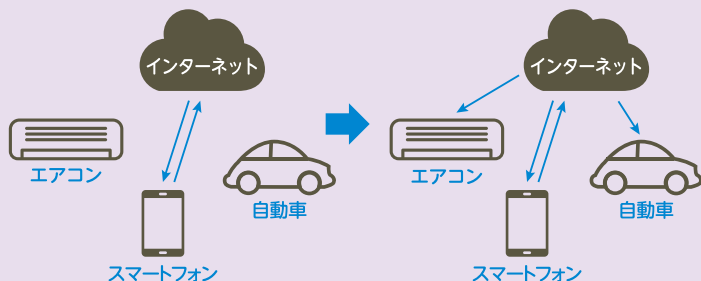 インターネット
エアコン
自動車
スマートフォン
インターネット
エアコン
自動車
スマートフォン